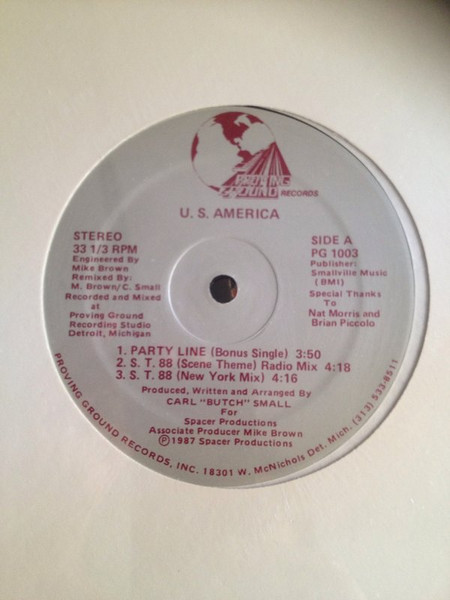 PROVING
GROUND RECORDS
U. S. AMERICA
STEREO
33 1/3 RPM
Engineered By
Mike Brown
Remixed By:
M. Brown/C. Small
Recorded and Mixed
at
Proving Ground
Recording Studio
Detroit, Michigan
SIDE A
PG 1003
Publisher:
Smallville Music
(BMI)
Special Thanks
To
Nat Morris and
Brian Piccolo
1. PARTY LINE (Bonus Single) 3:50
2. S. T. 88 (Scene Theme) Radio Mix 4:18
3. S. T. 88 (New York Mix) 4:16
Produced, Written and Arranged By
CARL "BUTCH" SMALL
For
Spacer Productions
Associate Producer Mike Brown
Ⓟ1987 Spacer Productions
PROVING GROUND RECORDS, INC. 18301 W. McNichols Det. Mich. (313) 533-8511